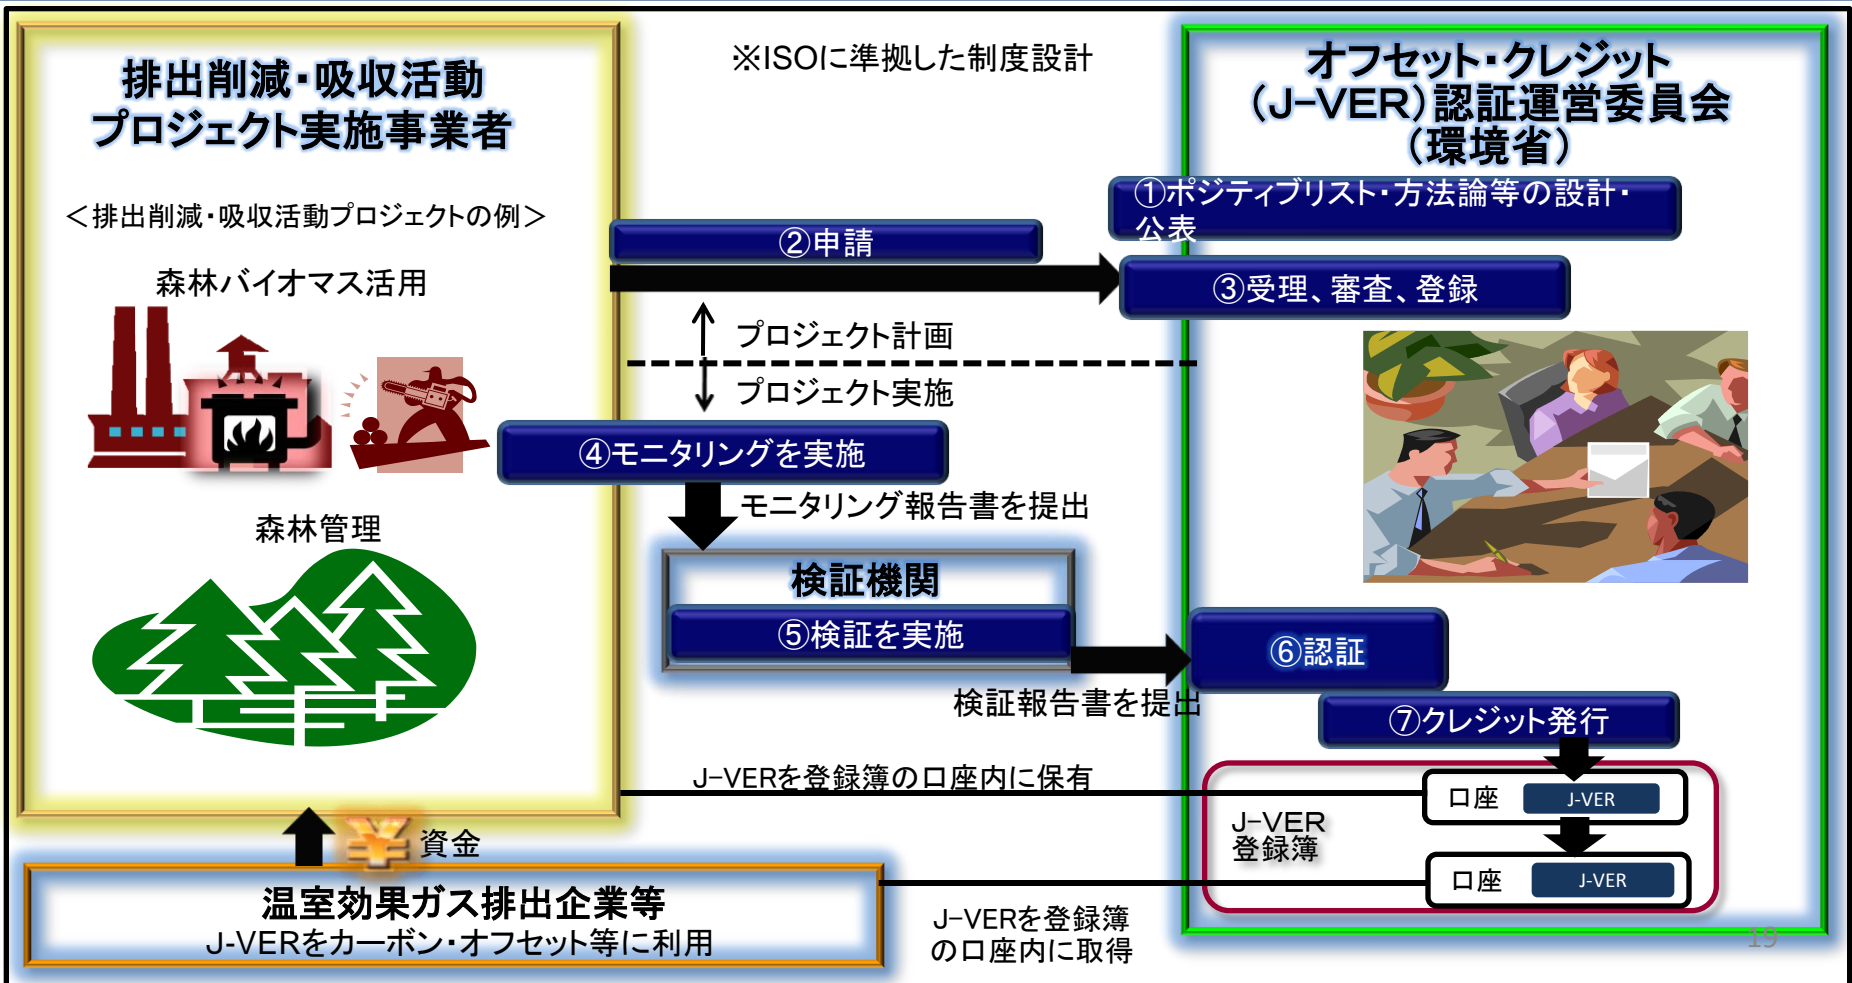 排出削減・吸収活動
プロジェクト実施事業者
＜排出削減・吸収活動プロジェクトの例＞
森林バイオマス活用
森林管理
※ISOに準拠した制度設計
オフセット・クレジット
（J-VER）認証運営委員会
（環境省）
①ポジティブリスト・方法論等の設計・
公表
②申請
③受理、審査、登録
プロジェクト計画
プロジェクト実施
④モニタリングを実施
モニタリング報告書を提出
検証機関
⑤検証を実施
検証報告書を提出
⑥認証
⑦クレジット発行
J-VERを登録簿の口座内に保有
口座
J-VER
J-VER
登録簿
口座
J-VER
資金
温室効果ガス排出企業等
J-VERをカーボン・オフセット等に利用
J-VERを登録簿
の口座内に取得
19